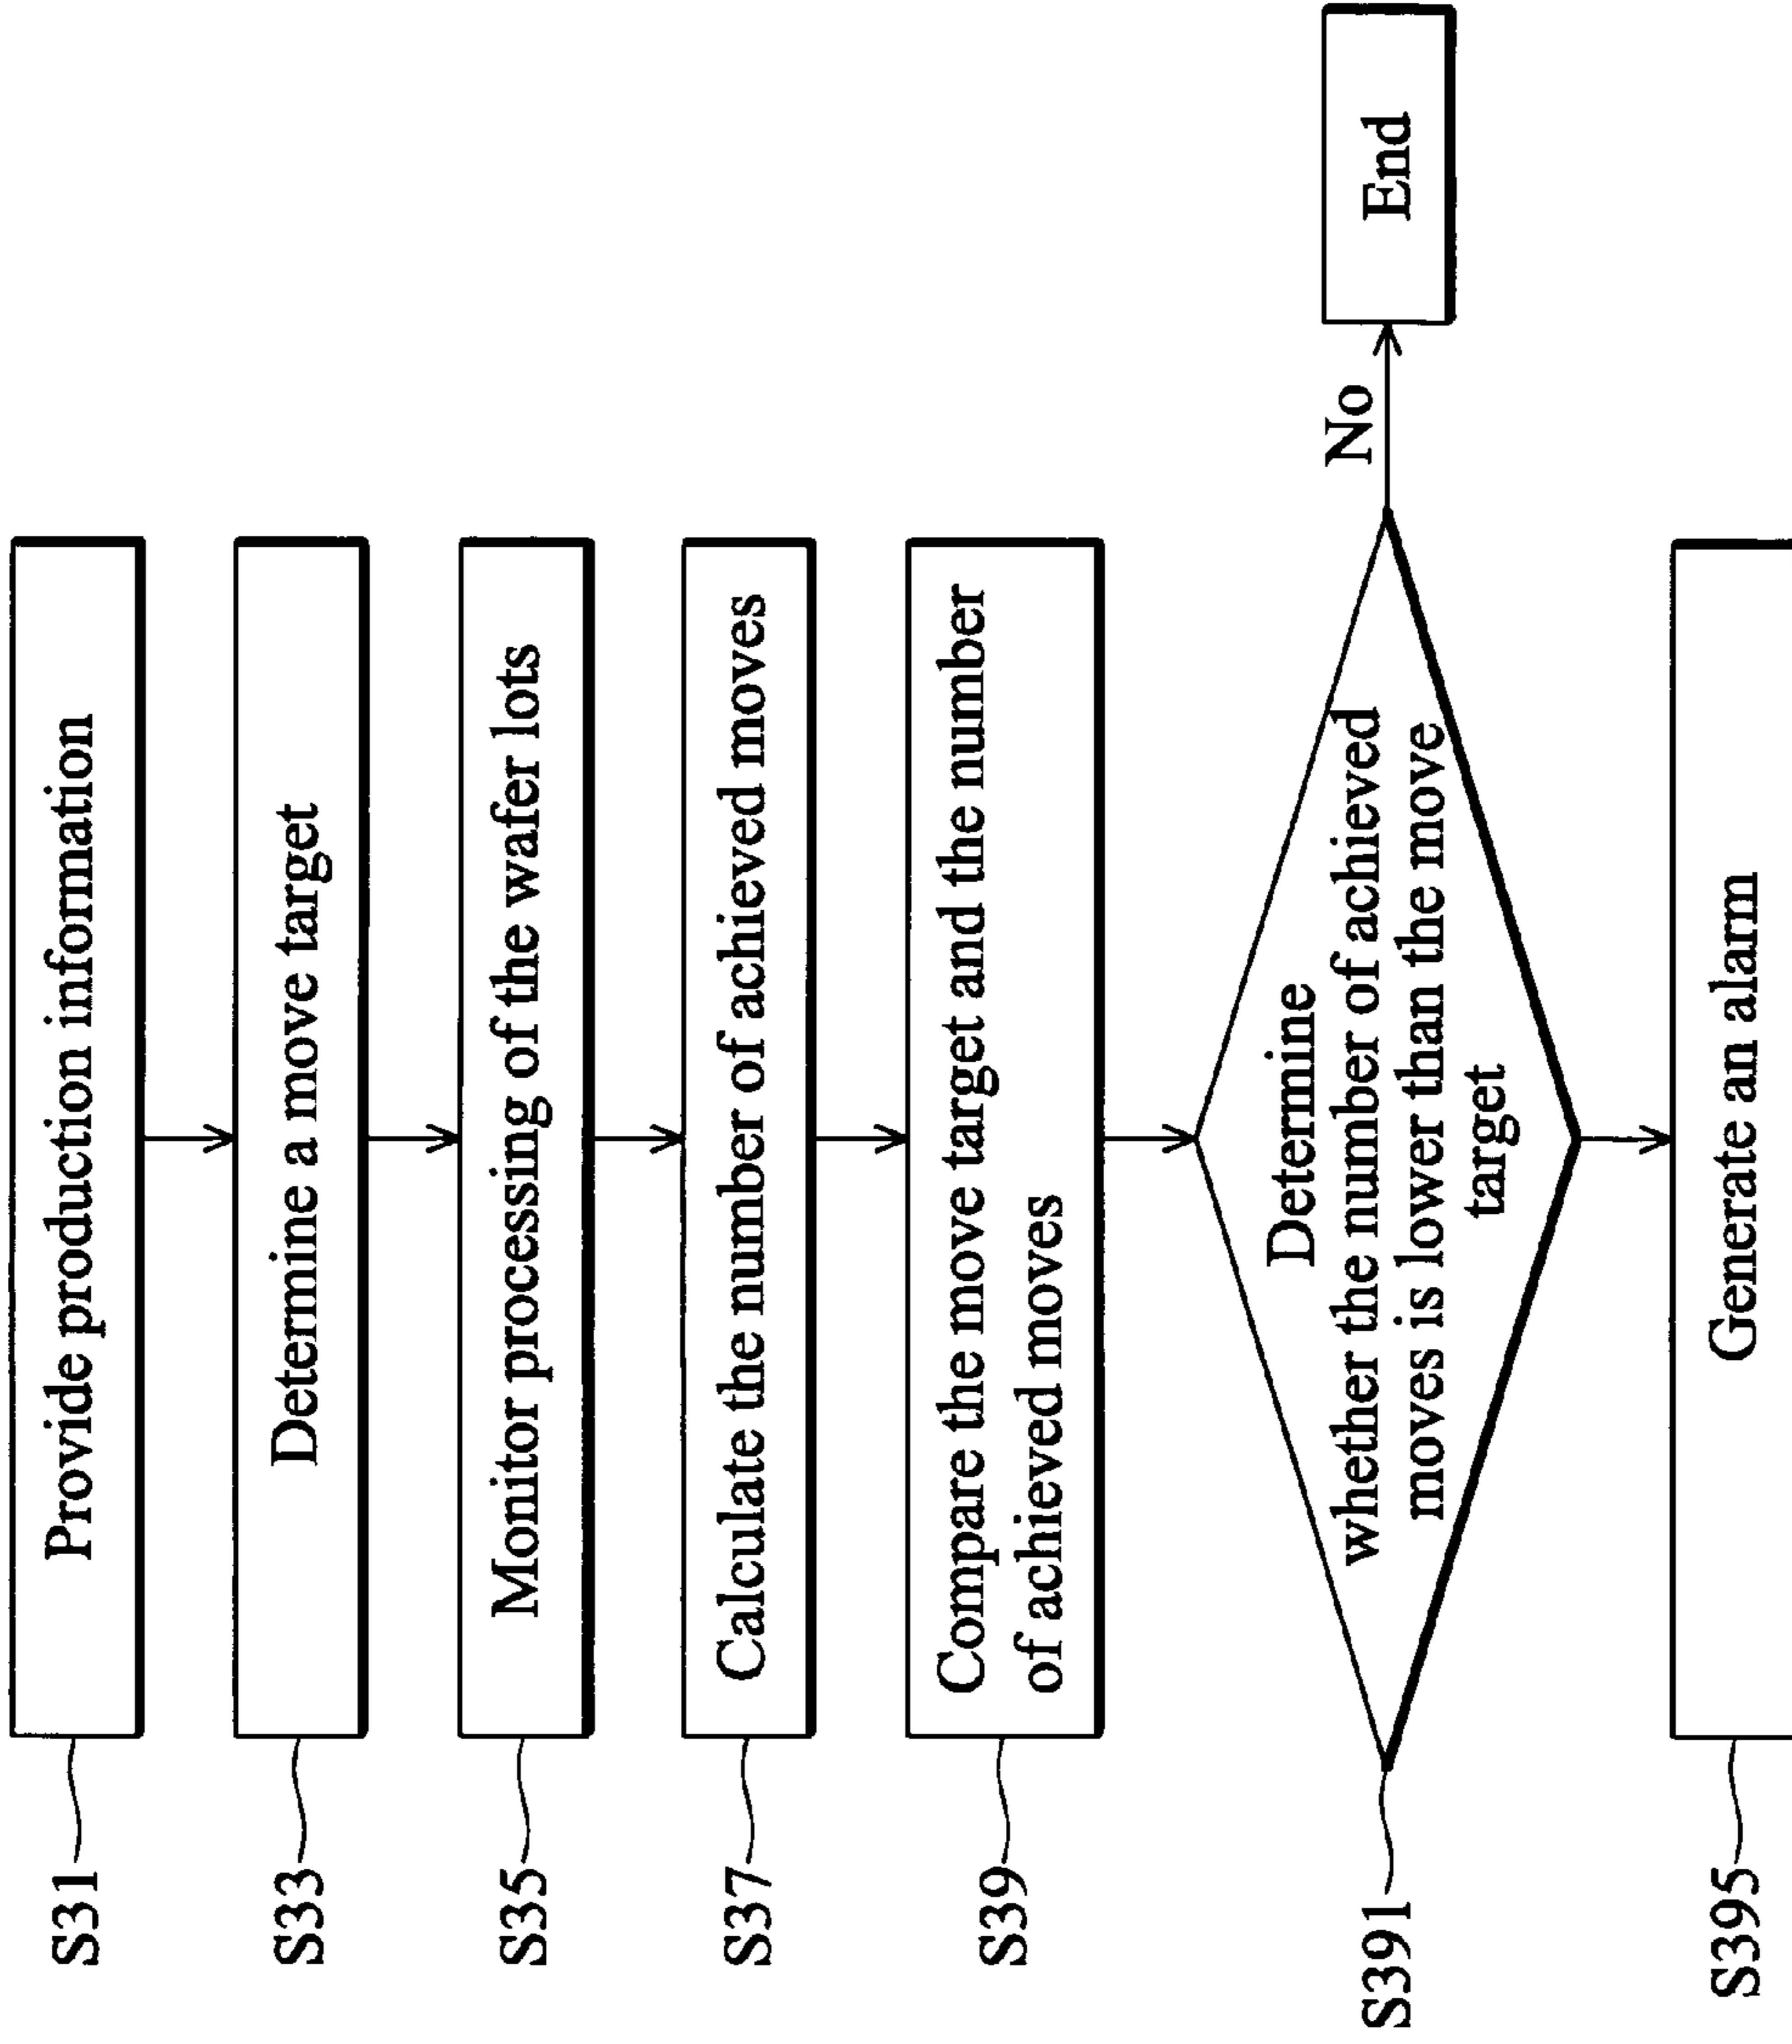 S31
Provide production information
S33
Determine a move target
S35
Monitor processing of the wafer lots
S37
Calculate the number of achieved moves
S39
Compare the move target and the number
of achieved moves
S391
Determine
whether the number of achieved
moves is lower than the move
target
No
End
S395
Generate an alarm